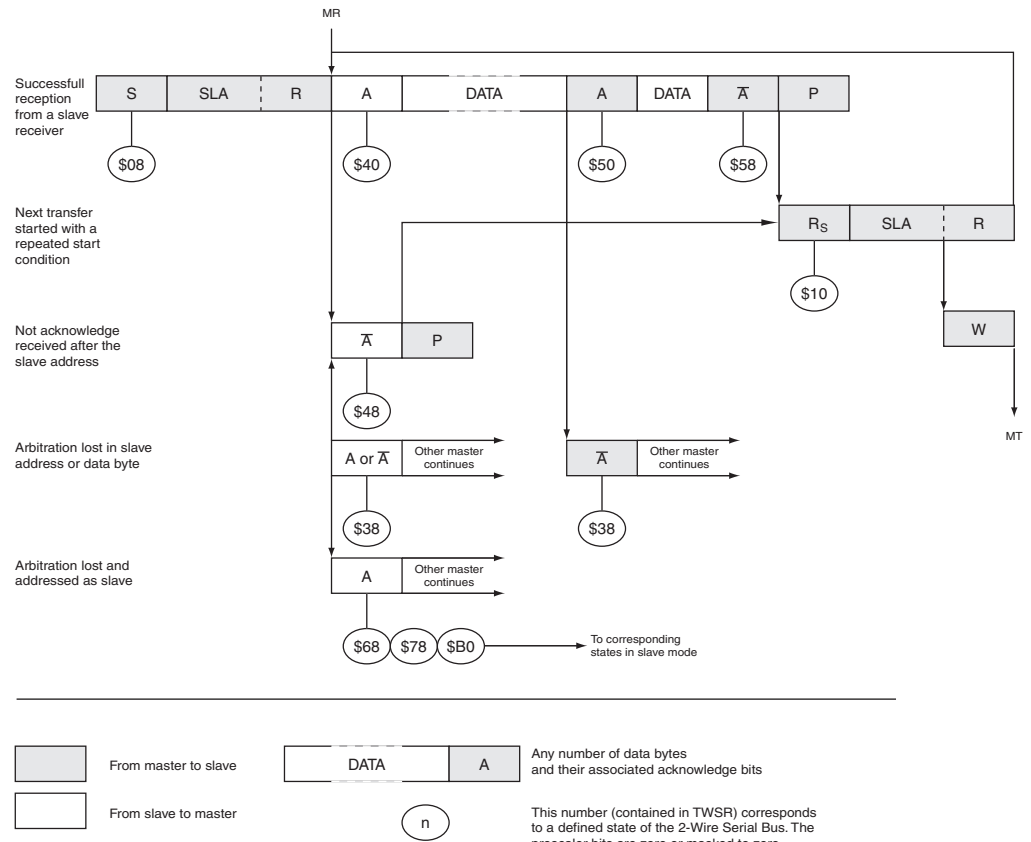 MR
Successfull
reception
from a slave
receiver
S SLA R A DATA A DATA A̅ P
$08 $40 $50 $58
Next transfer
started with a
repeated start
condition
RS SLA R
$10
Not acknowledge
received after the
slave address
A̅ P
W
$48
MT
Arbitration lost in slave
address or data byte
A or A̅
Other master
continues
A̅
Other master
continues
$38 $38
Arbitration lost and
addressed as slave
A
Other master
continues
$68 $78 $B0
To corresponding
states in slave mode
From master to slave
DATA A
Any number of data bytes
and their associated acknowledge bits
From slave to master
n
This number (contained in TWSR) corresponds
to a defined state of the 2-Wire Serial Bus. The